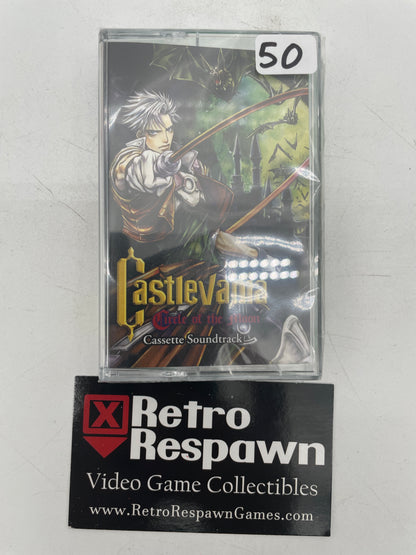 50
Castlevania
Circle of the Moon
Cassette Soundtrack
X Retro
Respawn
Video Game Collectibles
www.RetroRespawnGames.com